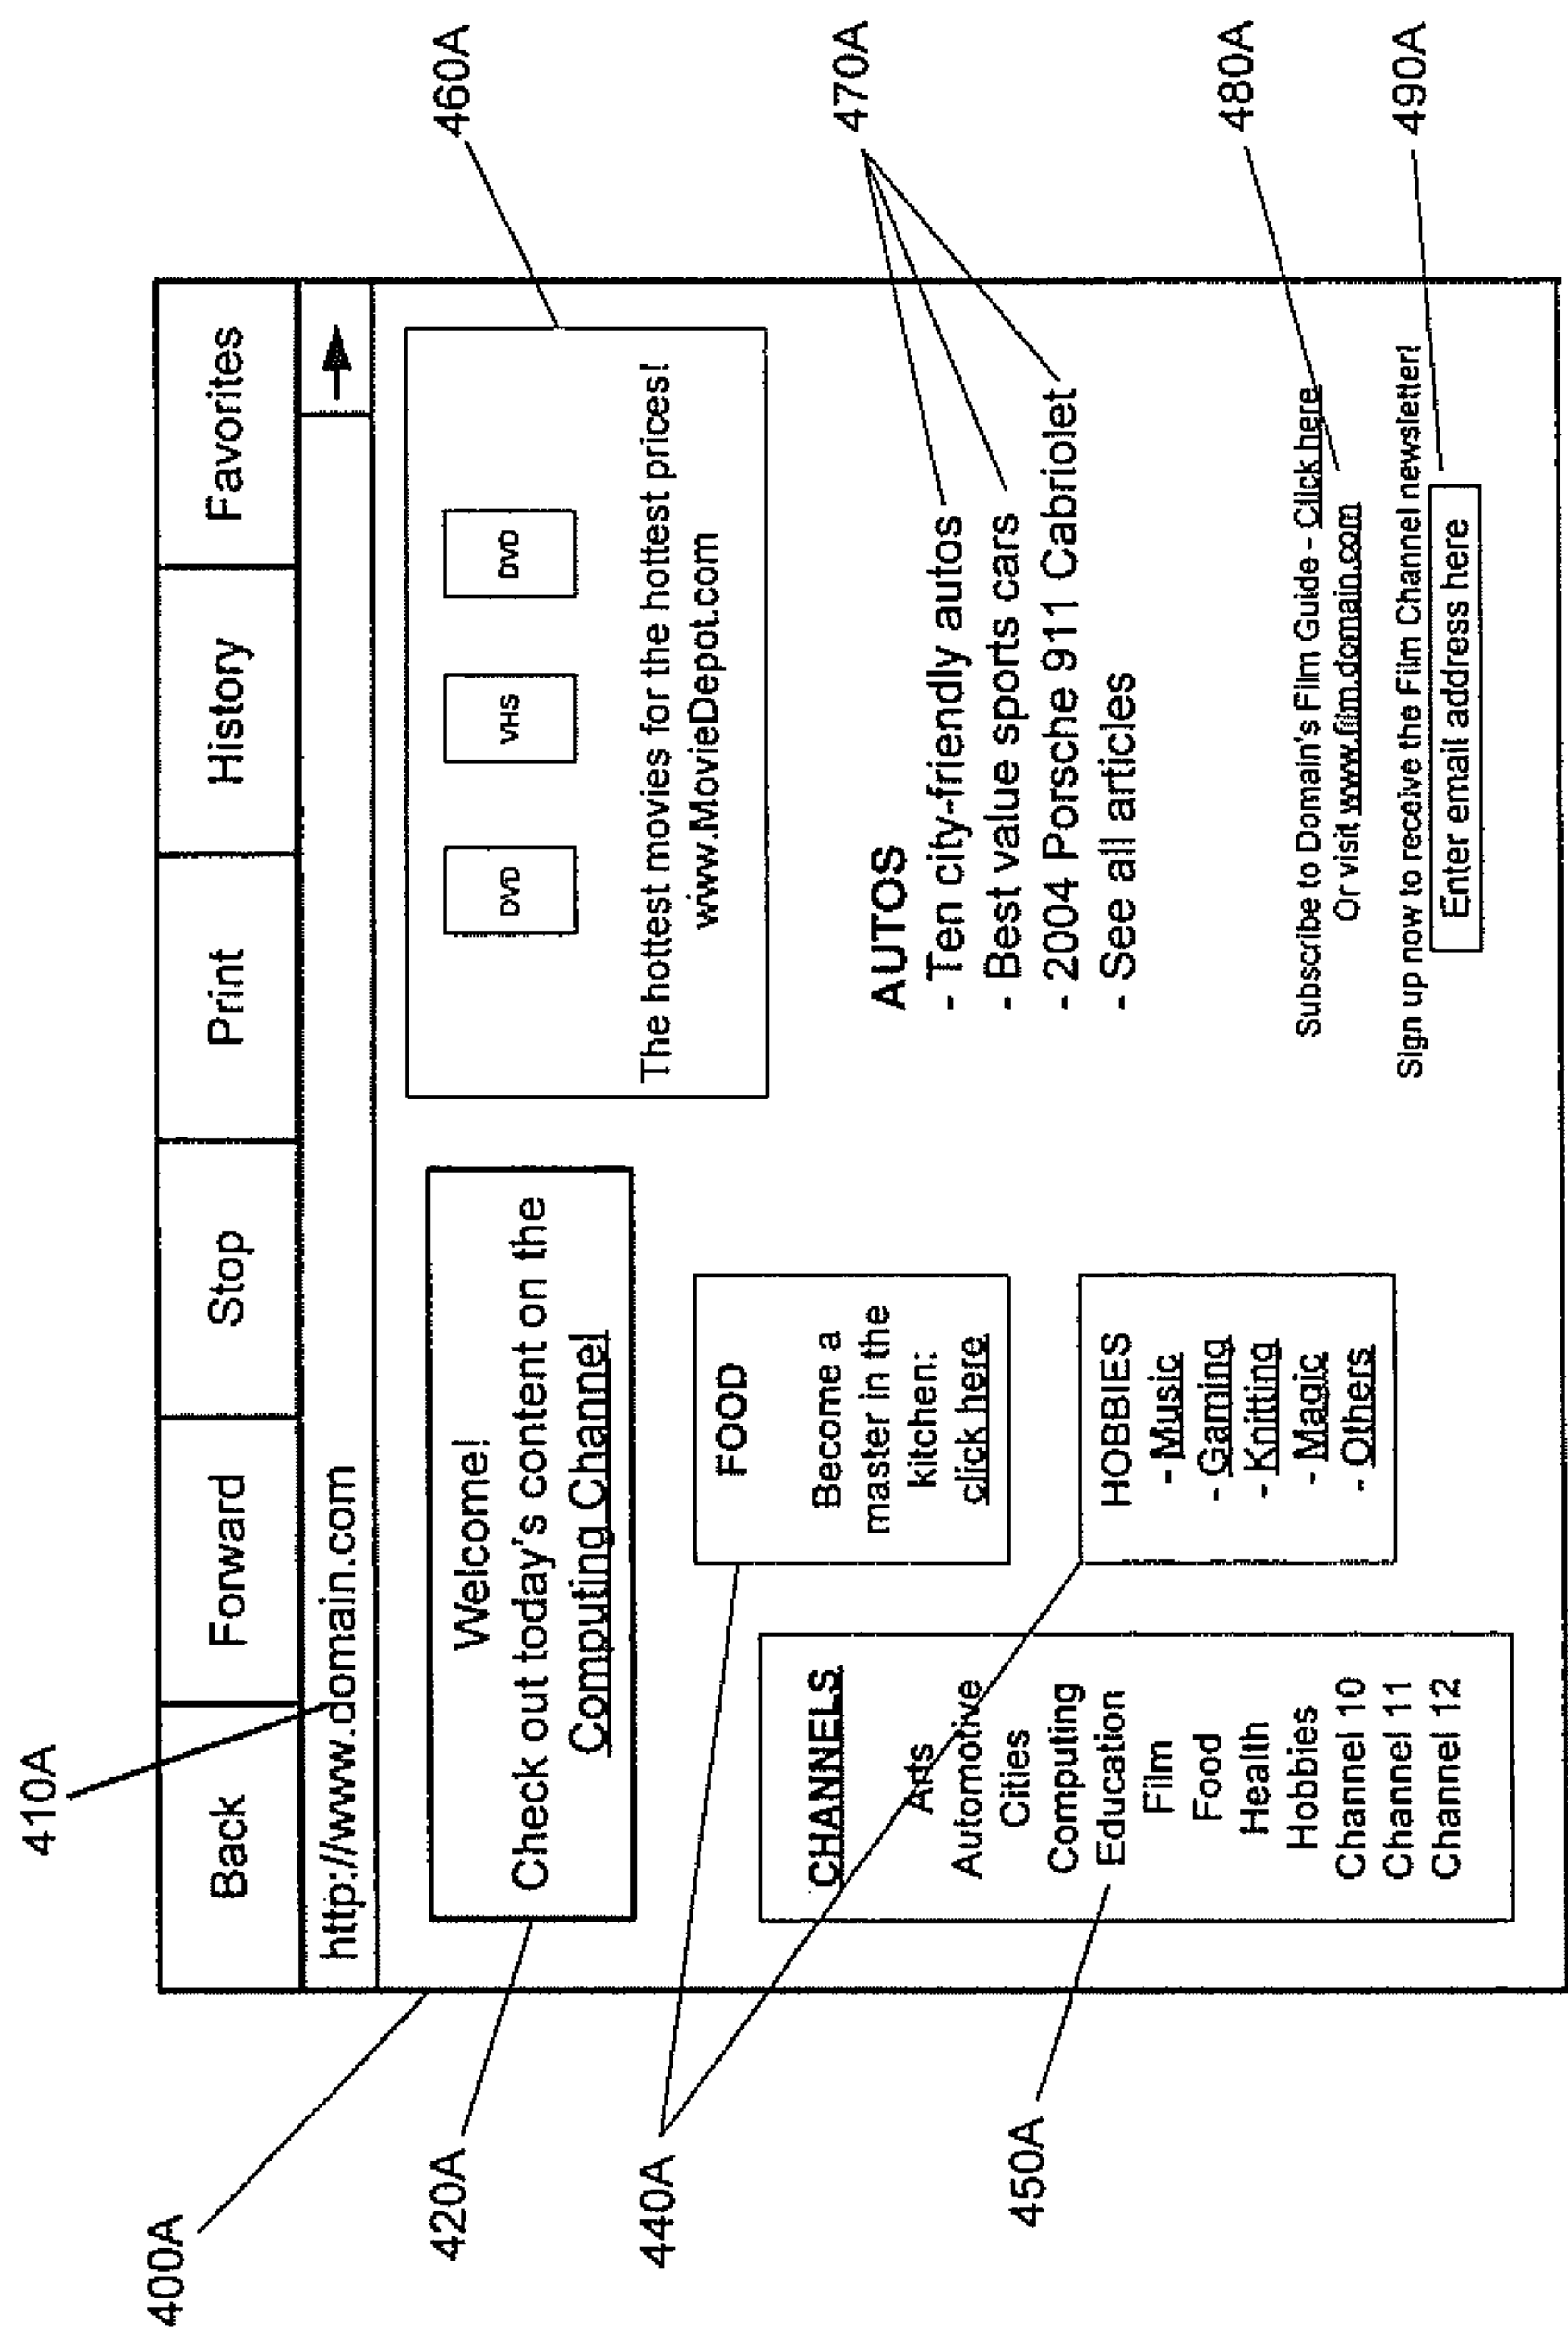 400A
410A
420A
440A
450A
460A
470A
480A
490A
Back
Forward
Stop
Print
History
Favorites
http://www.domain.com
Welcome!
Check out today's content on the
Computing Channel
DVD
VHS
DVD
The hottest movies for the hottest prices!
www.MovieDepot.com
CHANNELS
Arts
Automotive
Cities
Computing
Education
Film
Food
Health
Hobbies
Channel 10
Channel 11
Channel 12
FOOD
Become a
master in the
kitchen:
click here
HOBBIES
- Music
- Gaming
- Knitting
- Magic
- Others
AUTOS
- Ten city-friendly autos
- Best value sports cars
- 2004 Porsche 911 Cabriolet
- See all articles
Subscribe to Domain's Film Guide - Click here
Or visit www.film.domain.com
Sign up now to receive the Film Channel newsletter!
Enter email address here